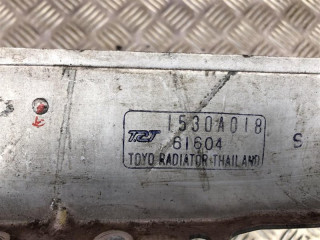 TRT 1530A018
61604
TOYO RADIATOR THAILAND
S